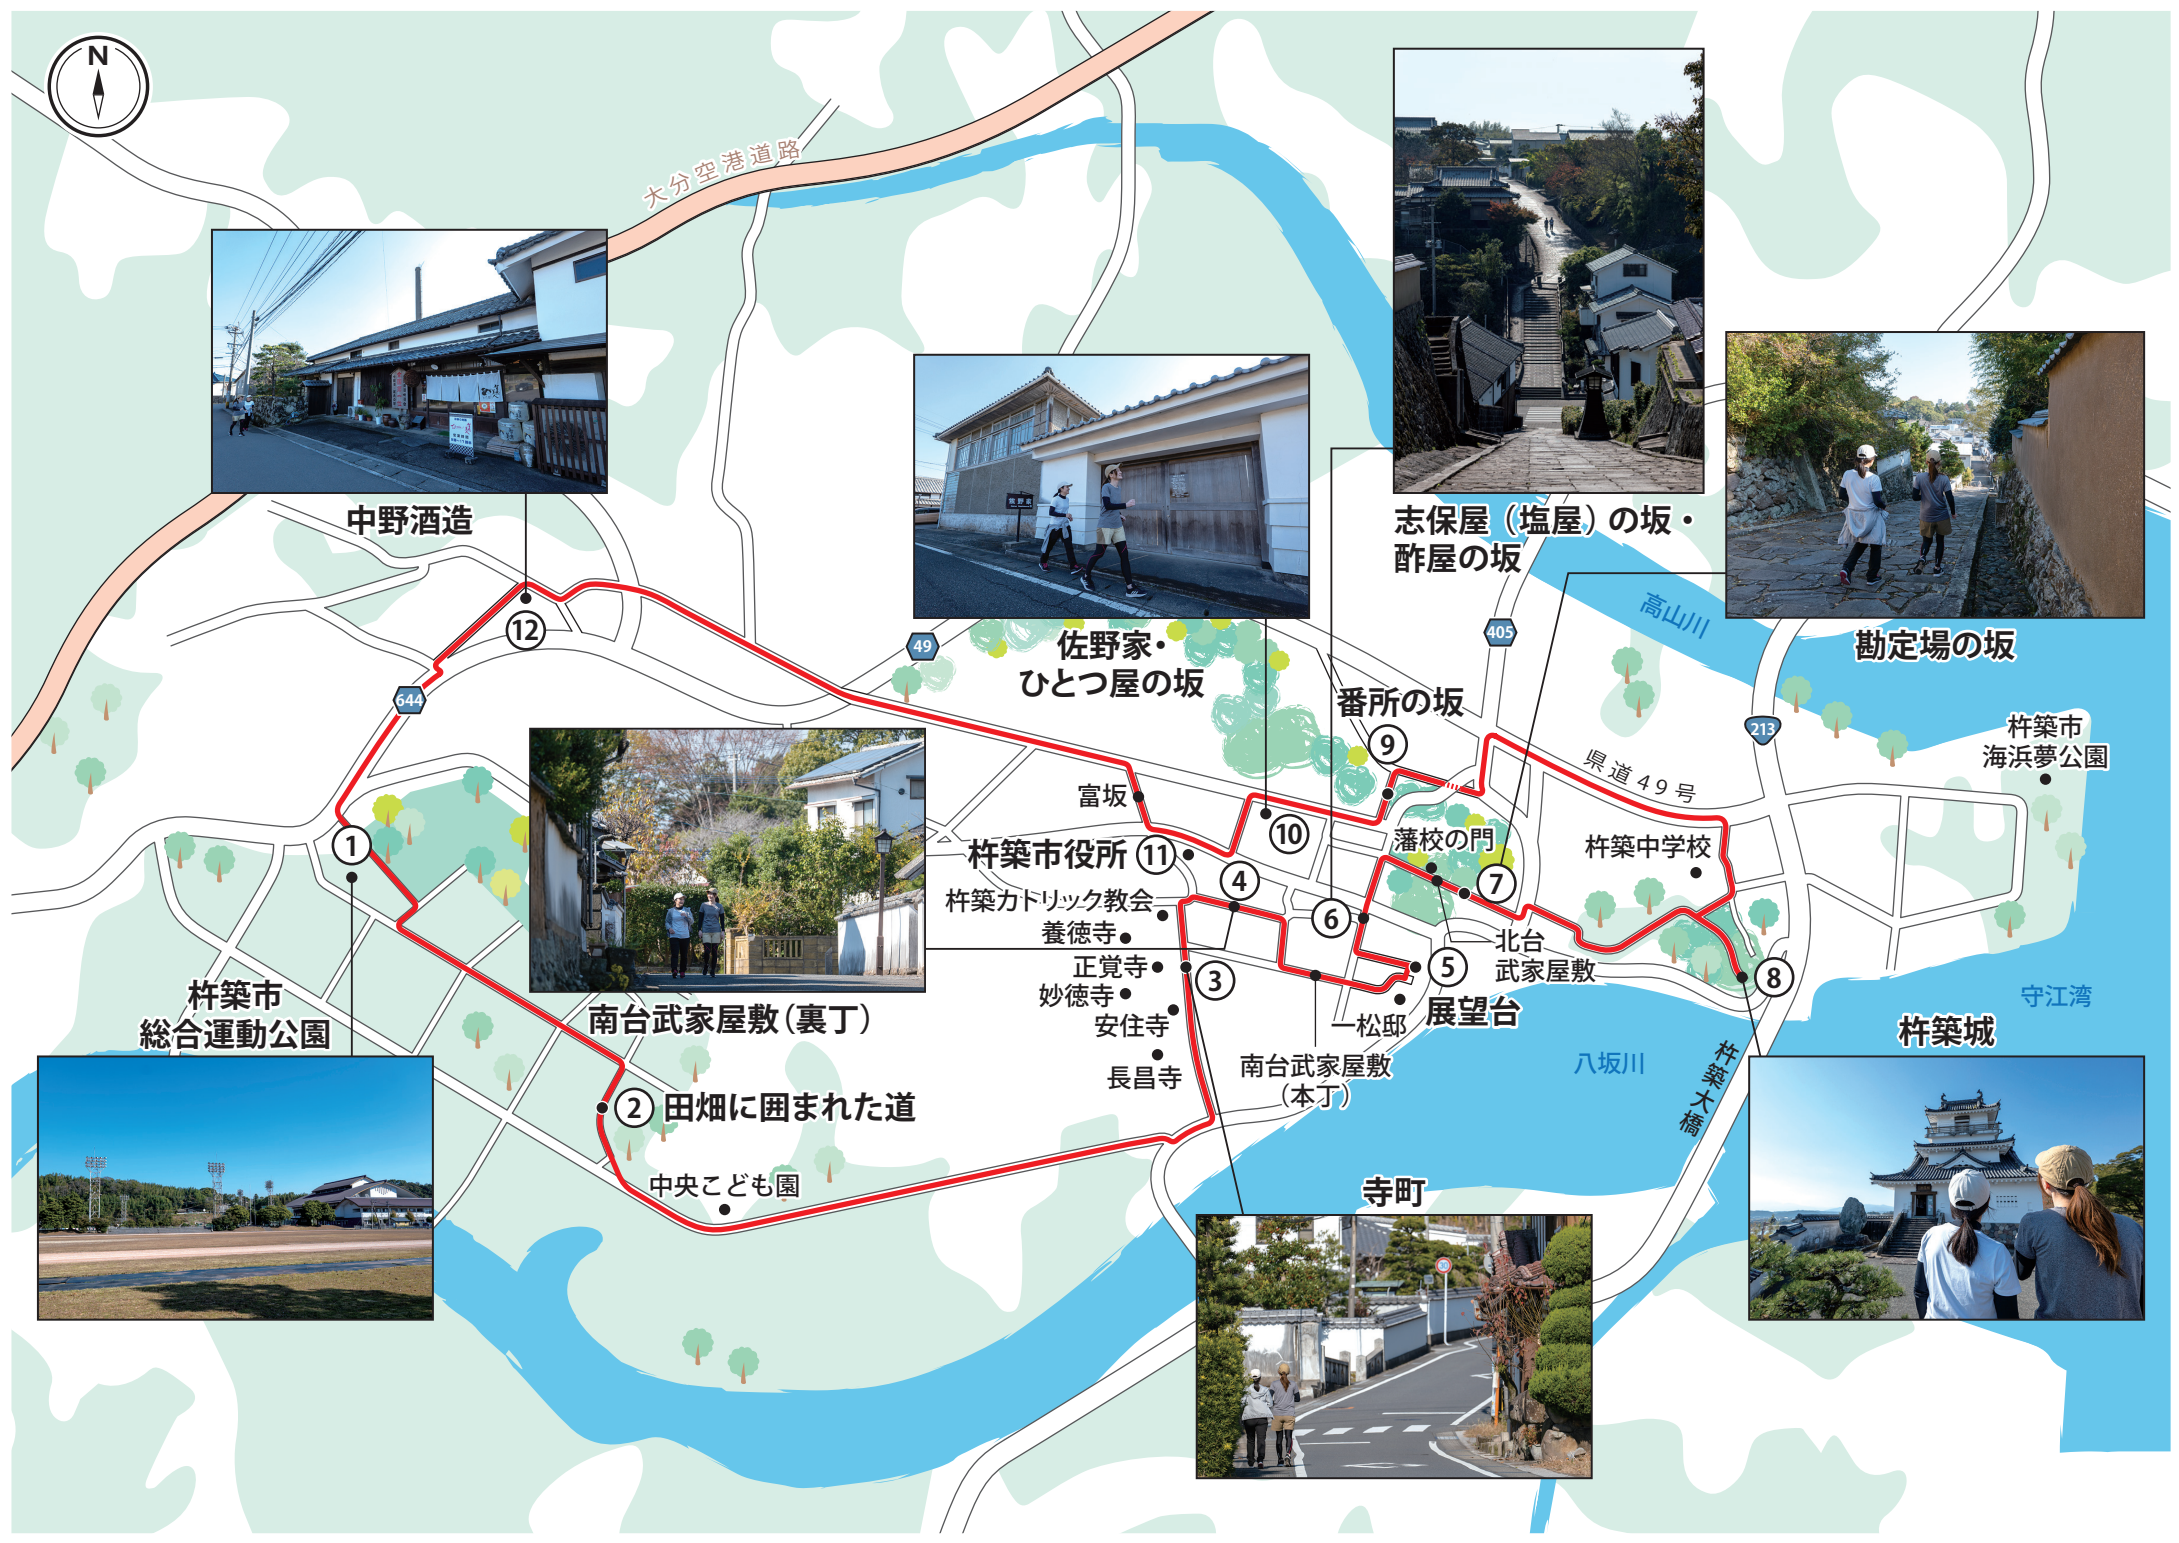 N
大分空港道路
中野酒造
12
644
49
佐野家・
ひとつ屋の坂
志保屋（塩屋）の坂・
酢屋の坂
高山川
405
勘定場の坂
番所の坂
9
213
県道49号
杵築市
海浜夢公園
富坂
10
杵築市役所
11
藩校の門
杵築中学校
1
4
7
杵築カトリック教会
6
養徳寺
北台
武家屋敷
正覚寺
3
5
8
妙徳寺
安住寺
一松邸
展望台
守江湾
杵築市
総合運動公園
南台武家屋敷（裏丁）
杵築城
長昌寺
南台武家屋敷
（本丁）
八坂川
杵築大橋
2
田畑に囲まれた道
中央こども園
寺町
30